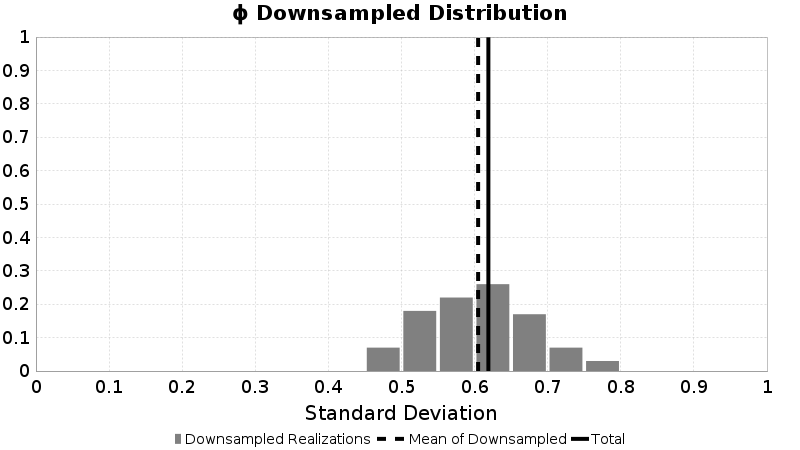 ϕ Downsampled Distribution
1
0.9
0.8
0.7
0.6
0.5
0.4
0.3
0.2
0.1
0
0 0.1 0.2 0.3 0.4 0.5 0.6 0.7 0.8 0.9 1
Standard Deviation
Downsampled Realizations Mean of Downsampled Total